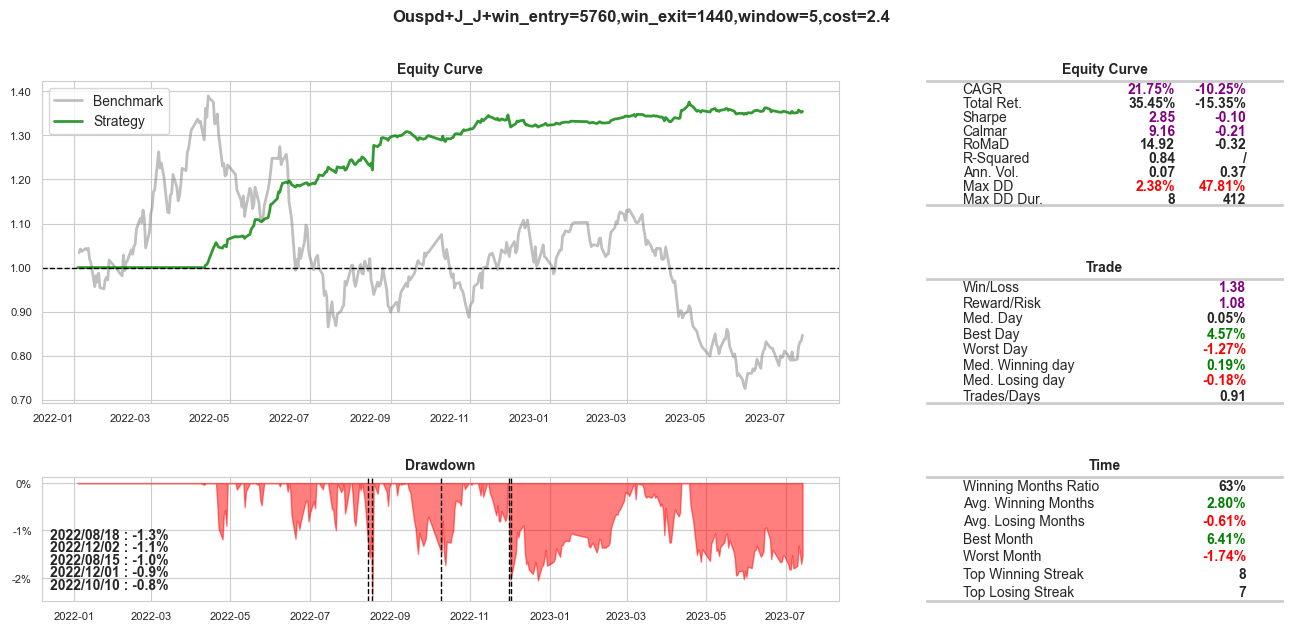 Ouspd+J_J+win_entry=5760,win_exit=1440,window=5,cost=2.4
Equity Curve
Benchmark
Strategy
1.40
1.30
1.20
1.10
1.00
0.90
0.80
0.70
2022-01 2022-03 2022-05 2022-07 2022-09 2022-11 2023-01 2023-03 2023-05 2023-07
Equity Curve
CAGR 21.75% -10.25%
Total Ret. 35.45% -15.35%
Sharpe 2.85 -0.10
Calmar 9.16 -0.21
RoMaD 14.92 -0.32
R-Squared 0.84 /
Ann. Vol. 0.07 0.37
Max DD 2.38% 47.81%
Max DD Dur. 8 412
Trade
Win/Loss 1.38
Reward/Risk 1.08
Med. Day 0.05%
Best Day 4.57%
Worst Day -1.27%
Med. Winning day 0.19%
Med. Losing day -0.18%
Trades/Days 0.91
Drawdown
0%
-1%
-2%
2022/08/18 : -1.3%
2022/12/02 : -1.1%
2022/08/15 : -1.0%
2022/12/01 : -0.9%
2022/10/10 : -0.8%
2022-01 2022-03 2022-05 2022-07 2022-09 2022-11 2023-01 2023-03 2023-05 2023-07
Time
Winning Months Ratio 63%
Avg. Winning Months 2.80%
Avg. Losing Months -0.61%
Best Month 6.41%
Worst Month -1.74%
Top Winning Streak 8
Top Losing Streak 7